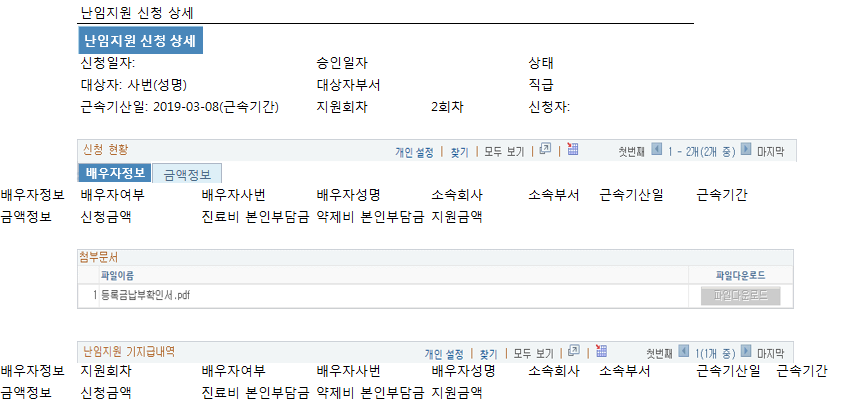 난임지원 신청 상세
난임지원 신청 상세
신청일자: 승인일자 상태
대상자: 사번(성명) 대상자부서 직급
근속기산일: 2019-03-08(근속기간) 지원회차 2회차 신청자:
신청 현황 개인 설정 | 찾기 | 모두 보기 | | 첫번째 1 - 2개(2개 중) 마지막
배우자정보 금액정보
배우자정보 배우자여부 배우자사번 배우자성명 소속회사 소속부서 근속기산일 근속기간
금액정보 신청금액 진료비 본인부담금 약제비 본인부담금 지원금액
첨부문서
파일이름 파일다운로드
1 등록금납부확인서.pdf 파일다운로드
난임지원 기지급내역 개인 설정 | 찾기 | 모두 보기 | | 첫번째 1(1개 중) 마지막
배우자정보 지원회차 배우자여부 배우자사번 배우자성명 소속회사 소속부서 근속기산일 근속기간
금액정보 신청금액 진료비 본인부담금 약제비 본인부담금 지원금액